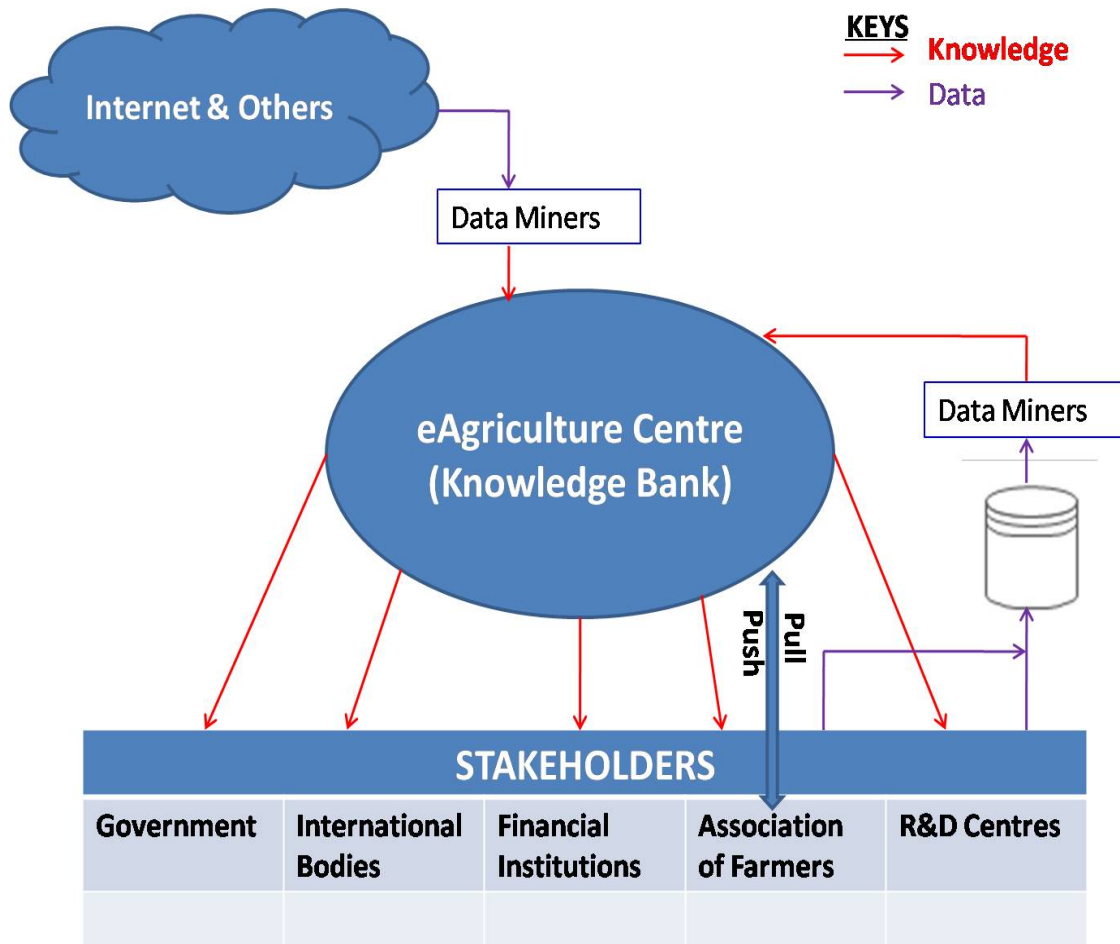 KEYS
Knowledge
Data
Internet & Others
Data Miners
Data Miners
eAgriculture Centre
(Knowledge Bank)
Pull
Push
STAKEHOLDERS
Government
International
Bodies
Financial
Institutions
Association
of Farmers
R&D Centres